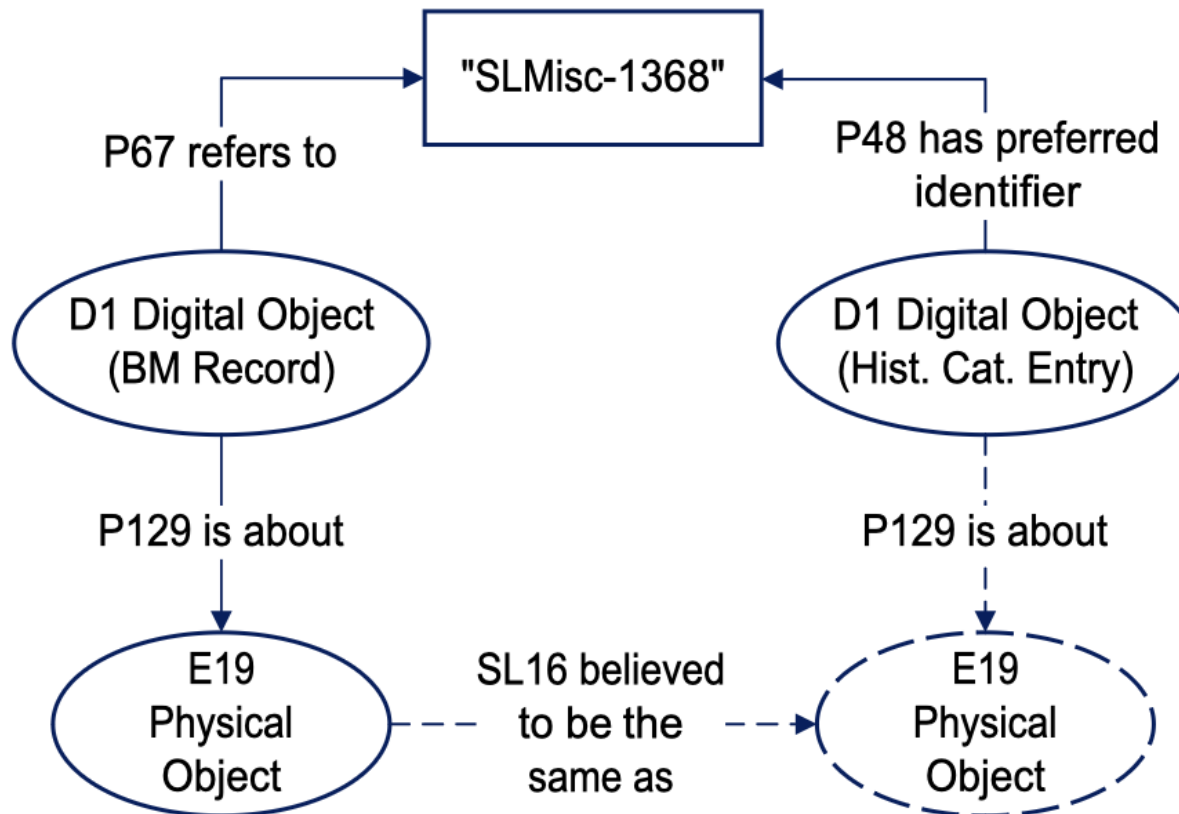 "SLMisc-1368"
P67 refers to
P48 has preferred
identifier
D1 Digital Object
(BM Record)
D1 Digital Object
(Hist. Cat. Entry)
P129 is about
P129 is about
E19
Physical
Object
SL16 believed
to be the
same as
E19
Physical
Object